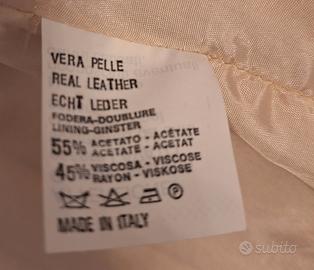 VERA PELLE
REAL LEATHER
ECHT LEDER
FODERA-DOUBLURE
LINING-GINSTER
55% ACETATO - ACÉTATE
ACETATE - ACETAT
45% VISCOSA - VISCOSE
RAYON - VISKOSE
P
MADE IN ITALY
subito